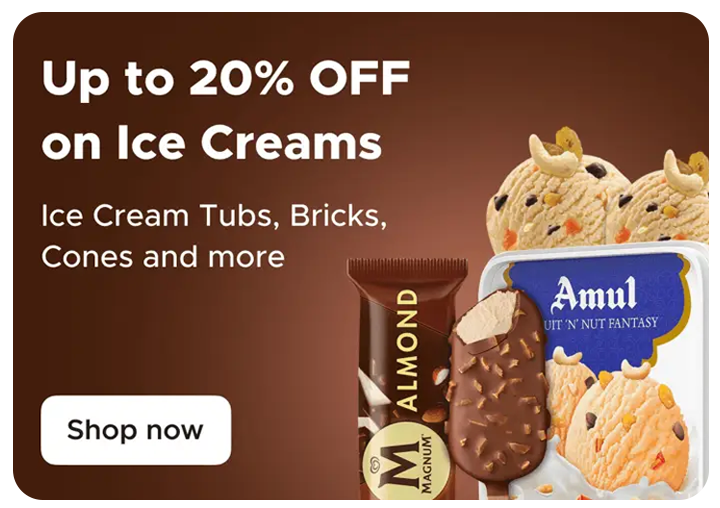 Up to 20% OFF
on Ice Creams
Ice Cream Tubs, Bricks,
Cones and more
Shop now
ALMOND
M
MAGNUM
Amul
UIT 'N' NUT FANTASY